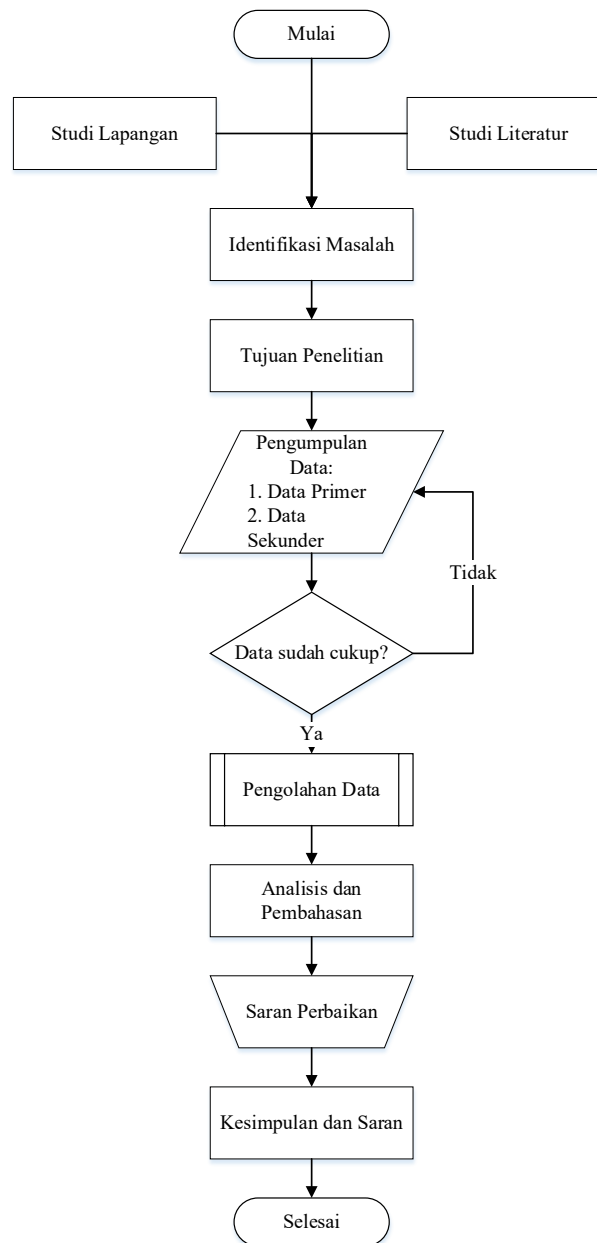 Mulai
Studi Lapangan
Studi Literatur
Identifikasi Masalah
Tujuan Penelitian
Pengumpulan
Data:
1. Data Primer
2. Data
Sekunder
Tidak
Data sudah cukup?
Ya
Pengolahan Data
Analisis dan
Pembahasan
Saran Perbaikan
Kesimpulan dan Saran
Selesai